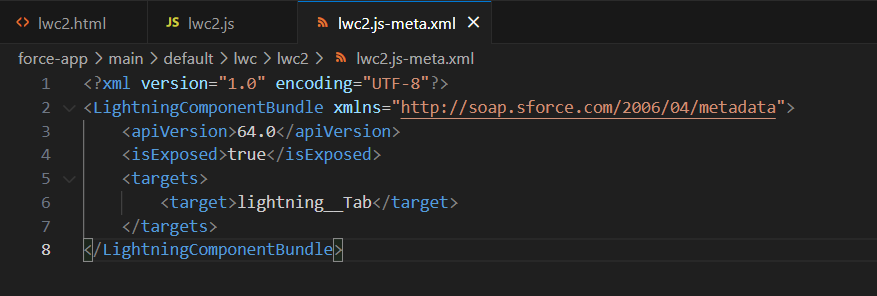 lwc2.html
lwc2.js
lwc2.js-meta.xml
force-app > main > default > lwc > lwc2 > lwc2.js-meta.xml
1 <?xml version="1.0" encoding="UTF-8"?>
2 <LightningComponentBundle xmlns="http://soap.sforce.com/2006/04/metadata">
3     <apiVersion>64.0</apiVersion>
4     <isExposed>true</isExposed>
5     <targets>
6         <target>lightning__Tab</target>
7     </targets>
8 </LightningComponentBundle>